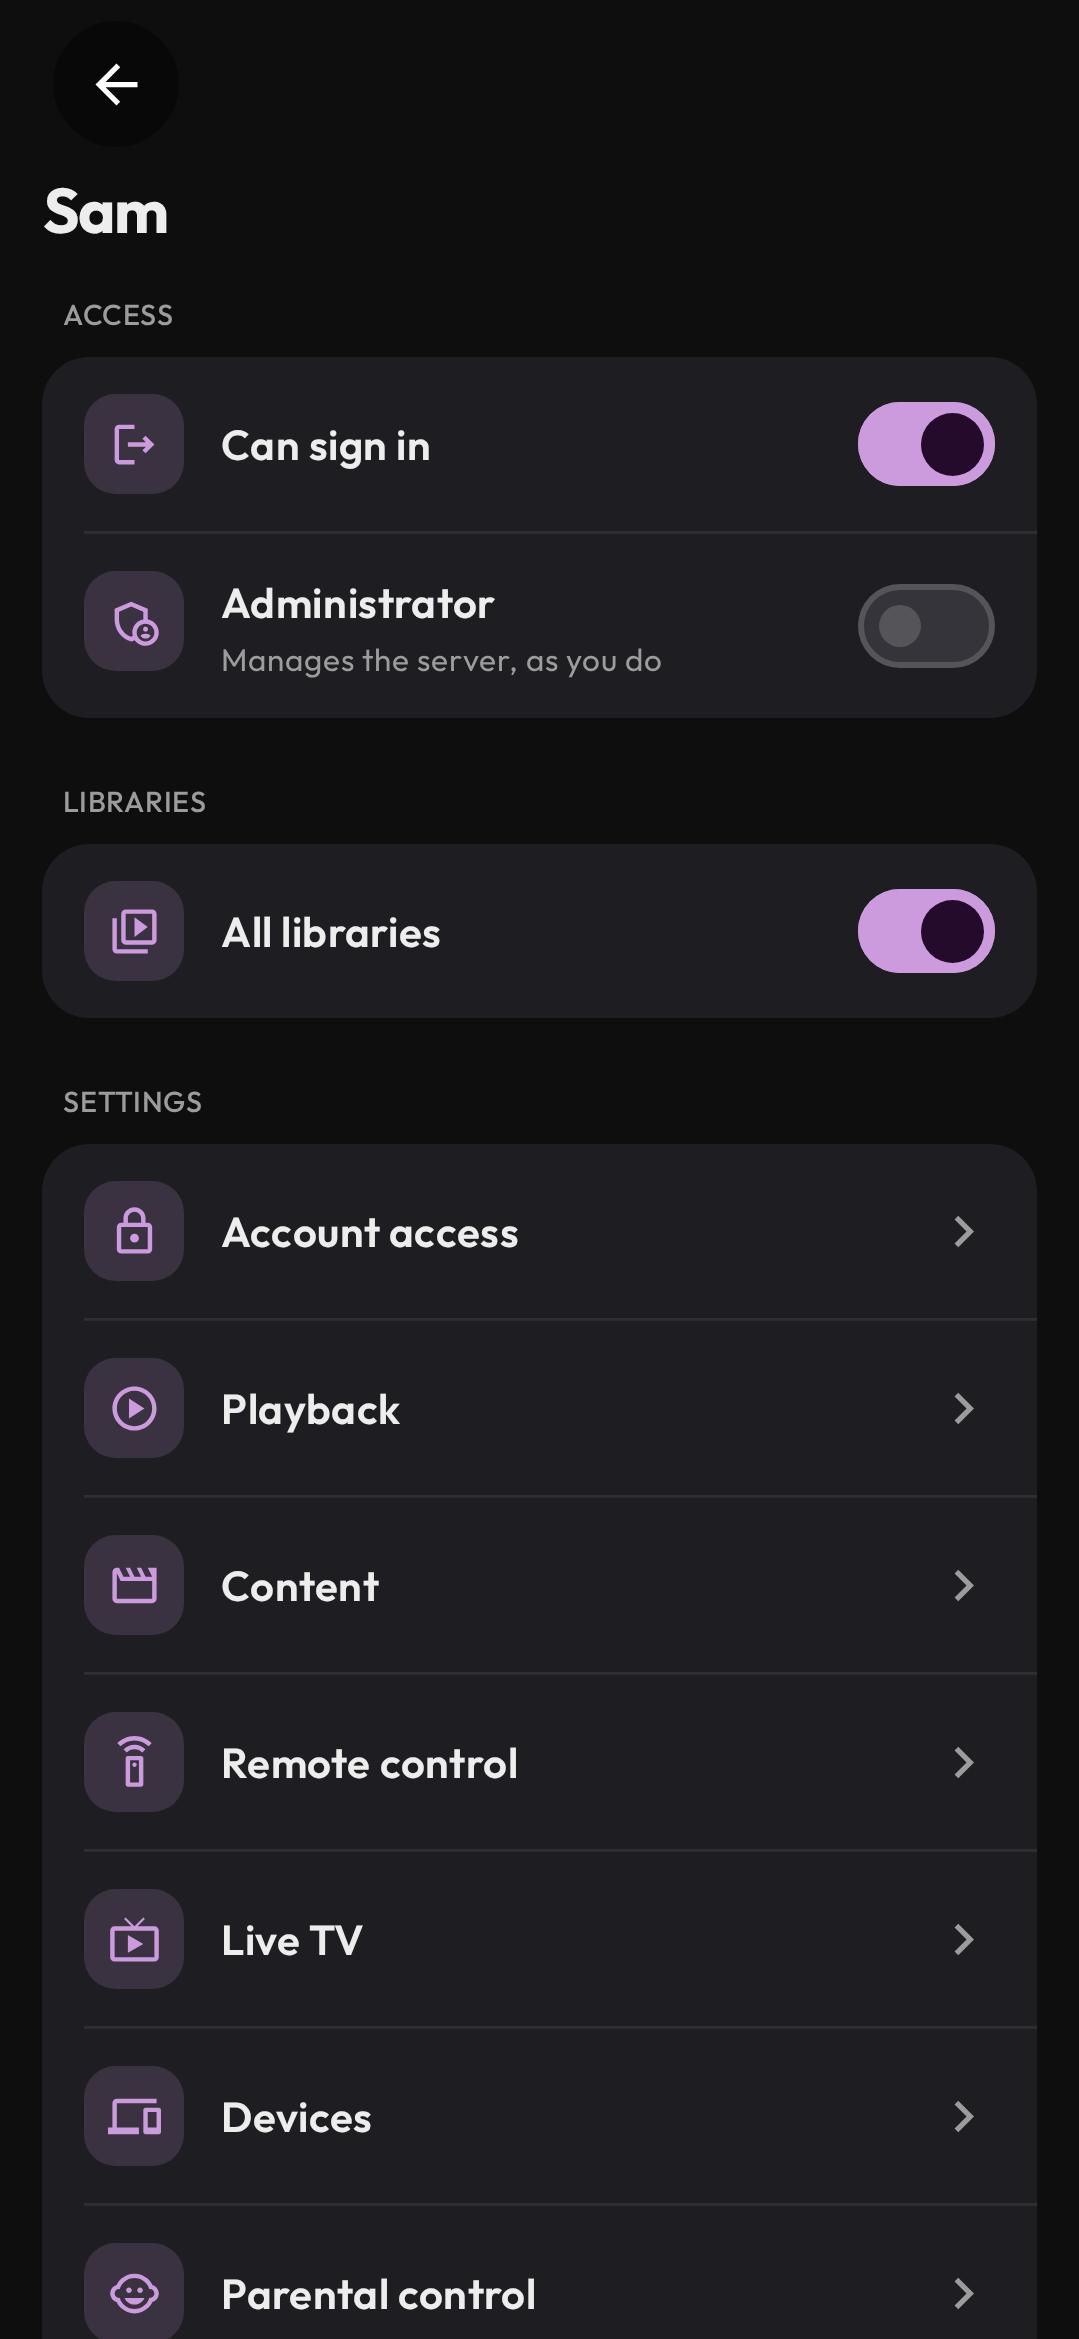 Sam
ACCESS
Can sign in
Administrator
Manages the server, as you do
LIBRARIES
All libraries
SETTINGS
Account access
Playback
Content
Remote control
Live TV
Devices
Parental control